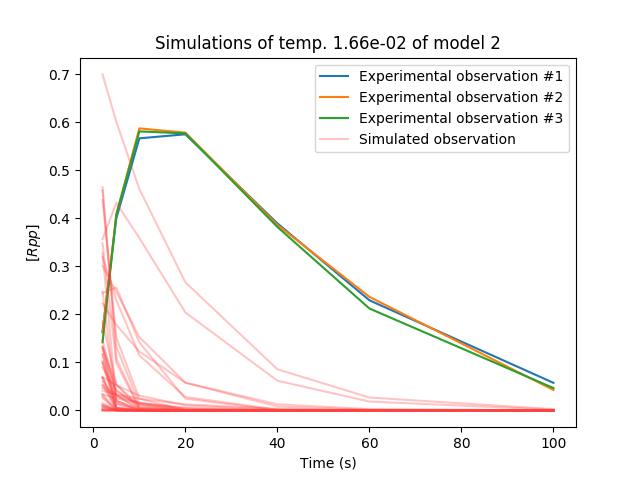 Simulations of temp. 1.66e-02 of model 2
Experimental observation #1
Experimental observation #2
Experimental observation #3
Simulated observation
[Rpp]
0.7
0.6
0.5
0.4
0.3
0.2
0.1
0.0
0 20 40 60 80 100
Time (s)